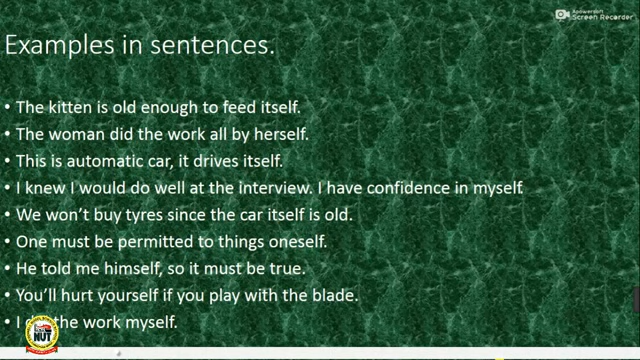 Apowersoft
Screen Recorder
Examples in sentences.
• The kitten is old enough to feed itself.
• The woman did the work all by herself.
• This is automatic car, it drives itself.
• I knew I would do well at the interview. I have confidence in myself.
• We won't buy tyres since the car itself is old.
• One must be permitted to things oneself.
• He told me himself, so it must be true.
• You'll hurt yourself if you play with the blade.
• I the work myself.
NUT